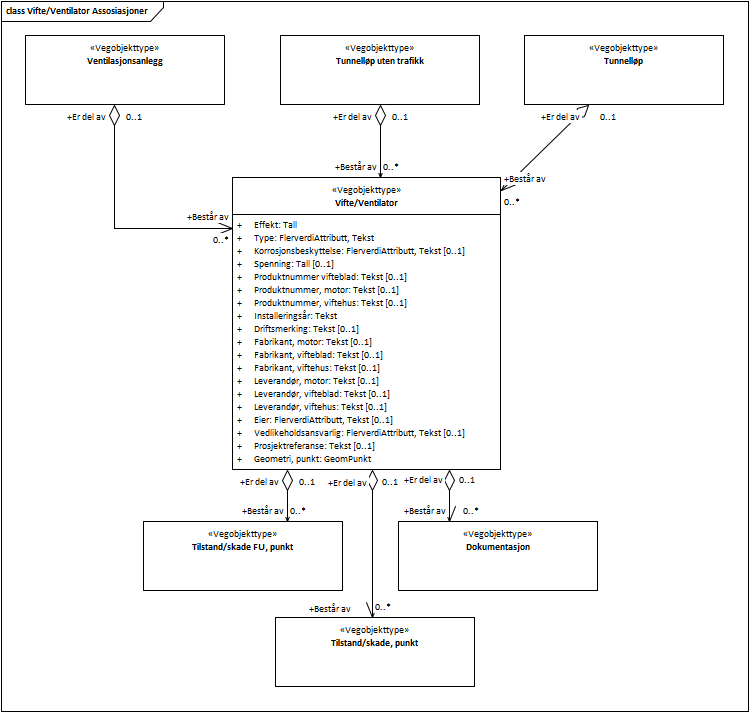 class Vifte/Ventilator Assosiasjoner
«Vegobjekttype»
Ventilasjonsanlegg
«Vegobjekttype»
Tunnelløp uten trafikk
«Vegobjekttype»
Tunnelløp
+Er del av 0..1
+Er del av 0..1
+Er del av 0..1
+Består av 0..*
+Består av
0..*
+Består av
0..*
«Vegobjekttype»
Vifte/Ventilator
+ Effekt: Tall
+ Type: FlerverdiAttributt, Tekst
+ Korrosjonsbeskyttelse: FlerverdiAttributt, Tekst [0..1]
+ Spenning: Tall [0..1]
+ Produktnummer vifteblad: Tekst [0..1]
+ Produktnummer, motor: Tekst [0..1]
+ Produktnummer, viftehus: Tekst [0..1]
+ Installeringsår: Tekst
+ Driftsmerking: Tekst [0..1]
+ Fabrikant, motor: Tekst [0..1]
+ Fabrikant, vifteblad: Tekst [0..1]
+ Fabrikant, viftehus: Tekst [0..1]
+ Leverandør, motor: Tekst [0..1]
+ Leverandør, vifteblad: Tekst [0..1]
+ Leverandør, viftehus: Tekst [0..1]
+ Eier: FlerverdiAttributt, Tekst [0..1]
+ Vedlikeholdsansvarlig: FlerverdiAttributt, Tekst [0..1]
+ Prosjektreferanse: Tekst [0..1]
+ Geometri, punkt: GeomPunkt
+Er del av 0..1
+Er del av 0..1
+Er del av 0..1
+Består av 0..*
+Består av 0..*
«Vegobjekttype»
Tilstand/skade FU, punkt
«Vegobjekttype»
Dokumentasjon
+Består av 0..*
«Vegobjekttype»
Tilstand/skade, punkt